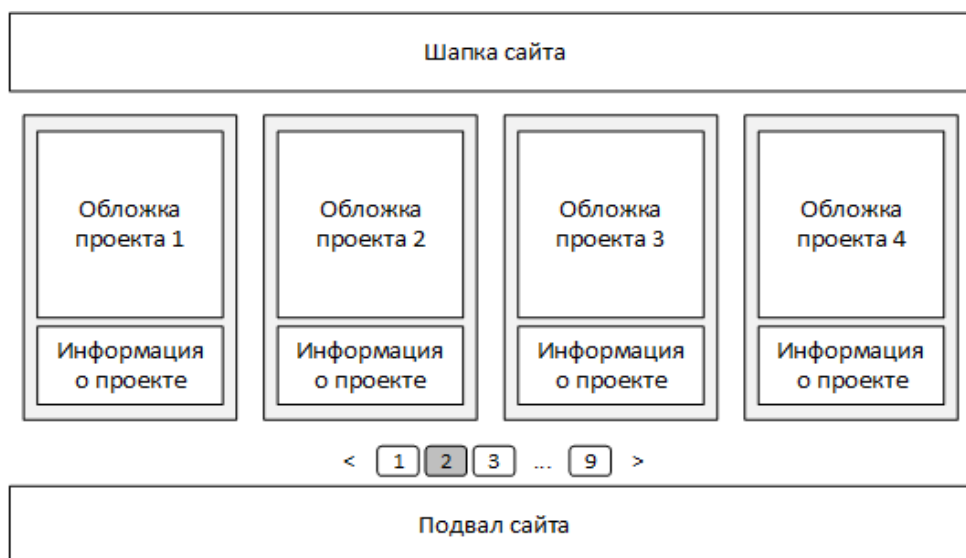 Шапка сайта
Обложка
проекта 1
Обложка
проекта 2
Обложка
проекта 3
Обложка
проекта 4
Информация
о проекте
Информация
о проекте
Информация
о проекте
Информация
о проекте
< 1 2 3 ... 9 >
Подвал сайта